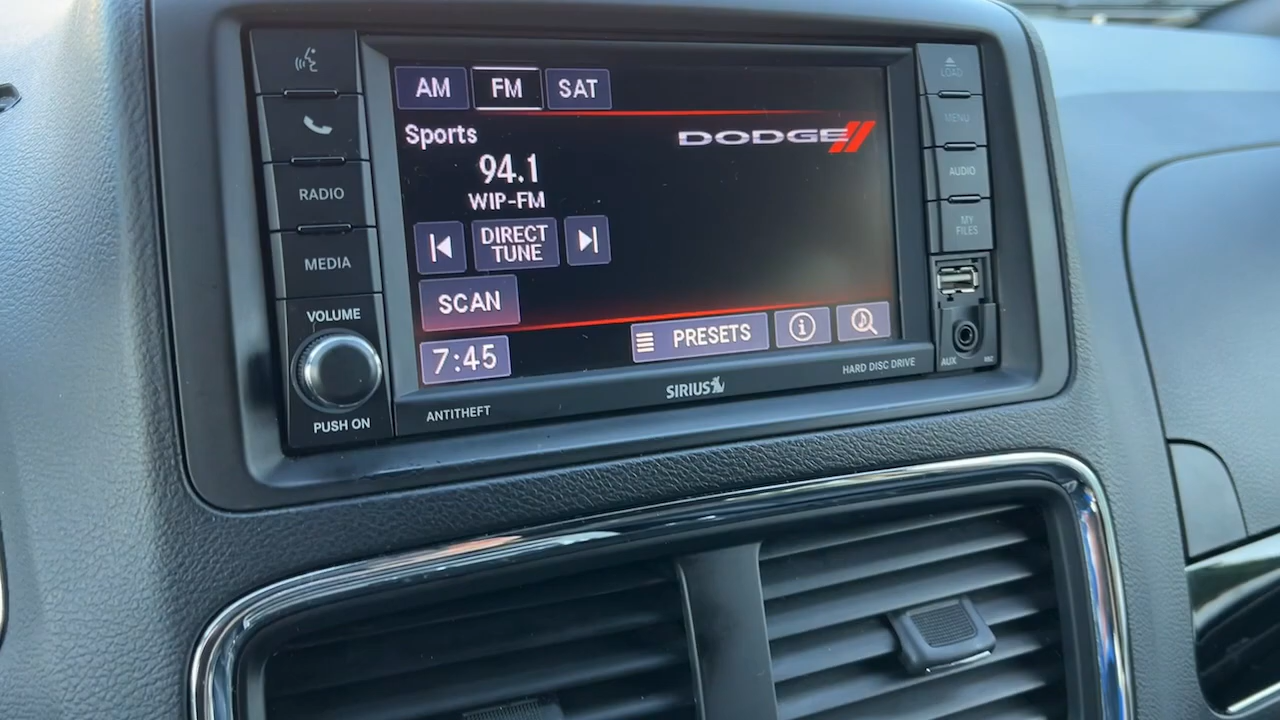 AM FM SAT
Sports
DODGE
94.1
WIP-FM
DIRECT
TUNE
SCAN
7:45
PRESETS
RADIO
MEDIA
VOLUME
PUSH ON
ANTITHEFT
SIRIUS
HARD DISC DRIVE
LOAD
MENU
AUDIO
MY
FILES
AUX